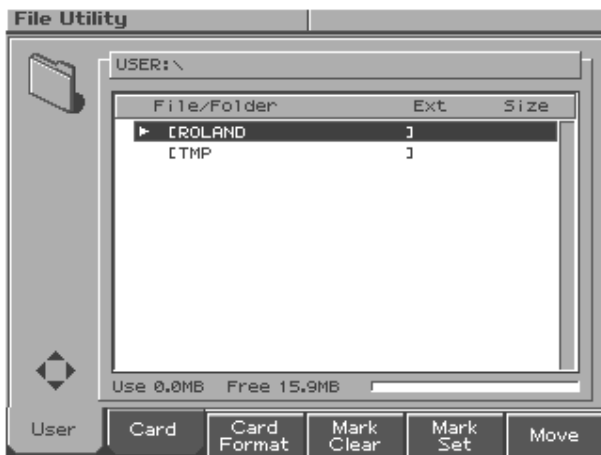 File Utility
USER:\
File/Folder Ext Size
[ROLAND ]
[TMP ]
Use 0.0MB Free 15.9MB
User Card Card Format Mark Clear Mark Set Move